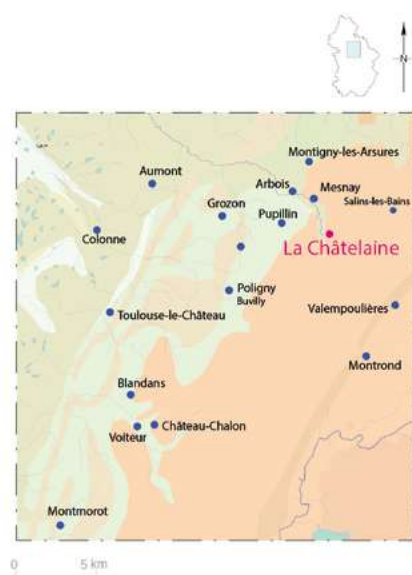 N
Montigny-les-Arsures
Aumont
Arbois
Mesnay
Salins-les-Bains
Grozon
Pupillin
Colonne
La Châtelaine
Poligny
Buvilly
Valempoulières
Toulouse-le-Château
Montrond
Blandans
Voiteur
Château-Chalon
Montmorot
0
5 km